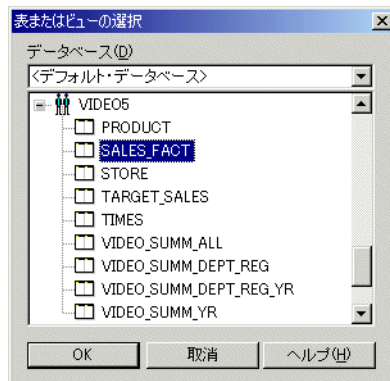 表またはビューの選択
データベース(D)
<デフォルト・データベース>
VIDEO5
PRODUCT
SALES_FACT
STORE
TARGET_SALES
TIMES
VIDEO_SUMM_ALL
VIDEO_SUMM_DEPT_REG
VIDEO_SUMM_DEPT_REG_YR
VIDEO_SUMM_YR
OK 取消 ヘルプ(H)